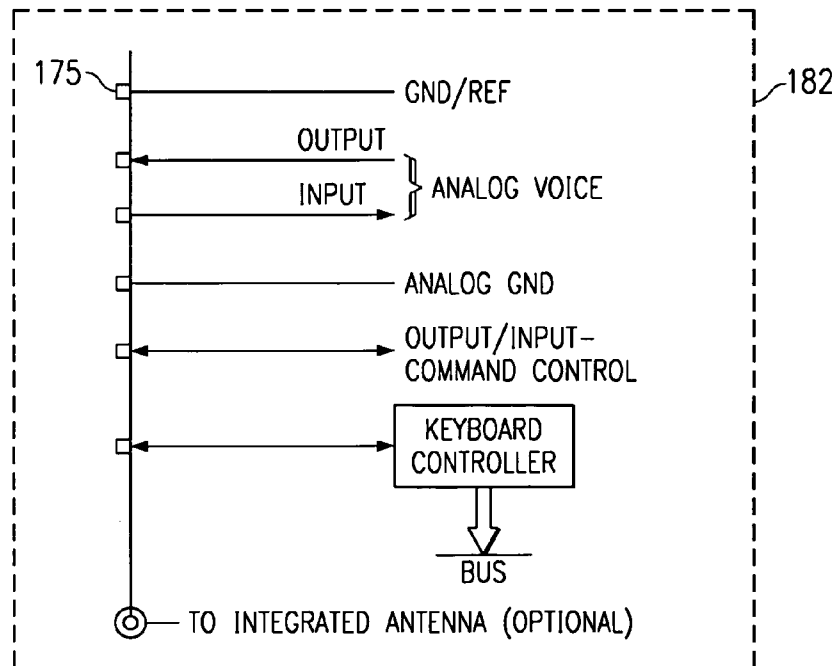 175
GND/REF
182
OUTPUT
INPUT
ANALOG VOICE
ANALOG GND
OUTPUT/INPUT-
COMMAND CONTROL
KEYBOARD
CONTROLLER
BUS
TO INTEGRATED ANTENNA (OPTIONAL)